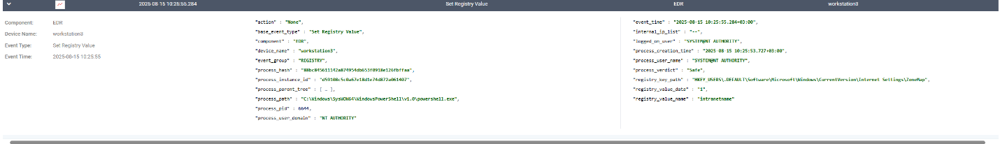 2025-08-15 10:25:55.284 Set Registry Value EDR workstation3
Component: EDR
Device Name: workstation3
Event Type: Set Registry Value
Event Time: 2025-08-15 10:25:55
"action" : "None",
"base_event_type" : "Set Registry Value",
"component" : "EDR",
"device_name" : "workstation3",
"event_group" : "REGISTRY",
"process_hash" : "88bc845611142a874954db653f0918e126fbffaa",
"process_instance_id" : "d59108c5c0a67e18d1e74d872a061407",
"process_parent_tree" : [ … ],
"process_path" : "C:\Windows\SysWOW64\WindowsPowerShell\v1.0\powershell.exe",
"process_pid" : 6644,
"process_user_domain" : "NT AUTHORITY"
"event_time" : "2025-08-15 10:25:55.284+03:00",
"internal_ip_list" : "--",
"logged_on_user" : "SYSTEM@NT AUTHORITY",
"process_creation_time" : "2025-08-15 10:25:53.727+03:00",
"process_user_name" : "SYSTEM@NT AUTHORITY",
"process_verdict" : "Safe",
"registry_key_path" : "HKEY_USERS\.DEFAULT\Software\Microsoft\Windows\CurrentVersion\Internet Settings\ZoneMap",
"registry_value_data" : "1",
"registry_value_name" : "intranetname"